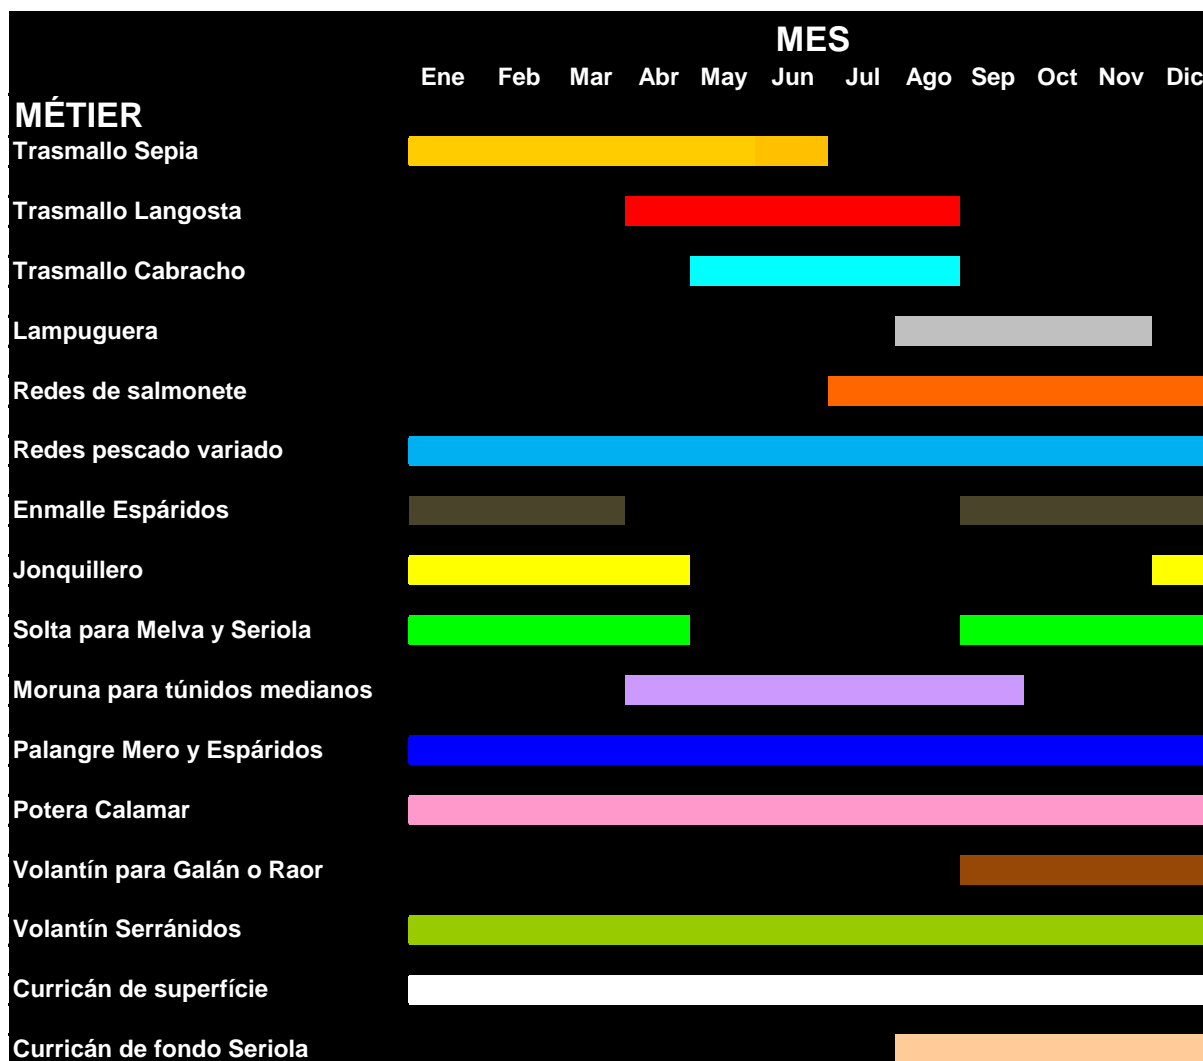 MES
Ene Feb Mar Abr May Jun Jul Ago Sep Oct Nov Dic
MÉTIER
Trasmallo Sepia
Trasmallo Langosta
Trasmallo Cabracho
Lampuguera
Redes de salmonete
Redes pescado variado
Enmalle Espáridos
Jonquillero
Solta para Melva y Seriola
Moruna para túnidos medianos
Palangre Mero y Espáridos
Potera Calamar
Volantín para Galán o Raor
Volantín Serránidos
Curricán de superfície
Curricán de fondo Seriola